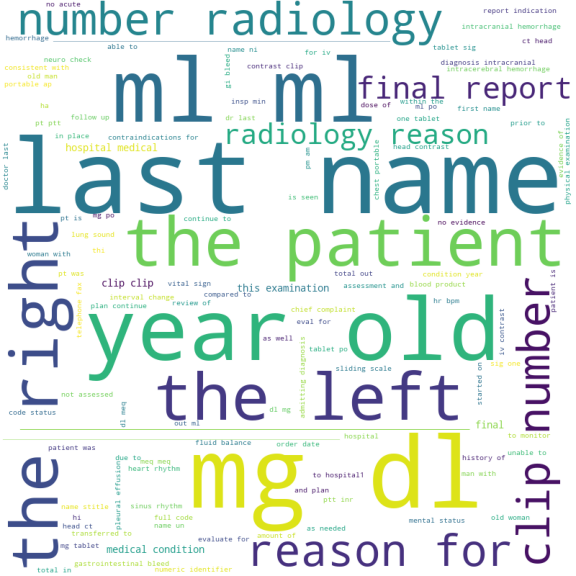 no acute
number radiology
report indication
intracranial hemorrhage
hemorrhage
able to
name ni
for iv
tablet sig
ct head
neuro check
gi bleed
contrast clip
diagnosis intracranial
intracerebral hemorrhage
consistent with
old man
portable ap
ml ml
insp min
final report
ha
dose of
within the
ml po
first name
follow up
dr last
one tablet
pt ptt
in place
contraindications for
radiology reason
prior to
hospital medical
head contrast
doctor last
pm am
chest portable
evidence of
physical examination
last name
is seen
pt is
mg po
continue to
no evidence
right
lung sound
the patient
woman with
thi
pt was
clip clip
vital sign
total out
condition year
telephone fax
this examination
assessment and
blood product
patient is
interval change
compared to
plan continue
review of
chief complaint
hr bpm
year old
eval for
iv contrast
as well
tablet po
admitting diagnosis
sliding scale
started on
not assessed
the left
sig one
clip number
code status
dl meq
dl mg
out ml
final
hospital
to monitor
fluid balance
order date
patient was
the
due to
mg dl
history of
unable to
meq meq
heart rhythm
to hospital1
man with
pleural effusion
and plan
ptt inr
name stitle
sinus rhythm
hi
full code
mental status
old woman
head ct
name un
as needed
transferred to
amount of
mg tablet
medical condition
evaluate for
reason for
gastrointestinal bleed
total in
numeric identifier